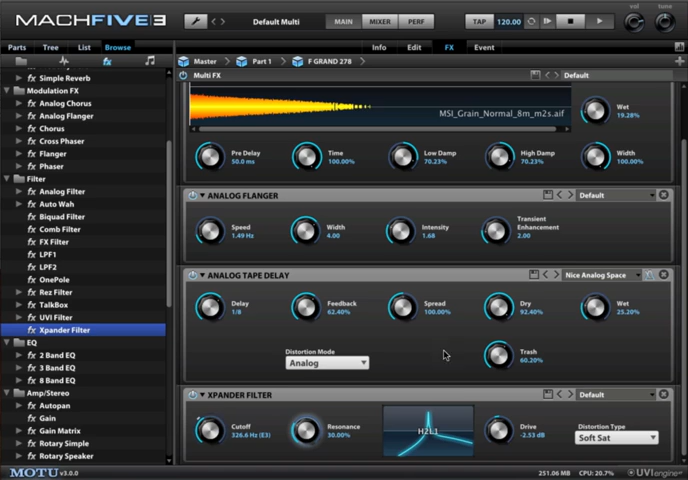 MACHFIVE 3 Default Multi MAIN MIXER PERF TAP 120.00 vol tune
Parts Tree List Browse Info Edit FX Event
fx Simple Reverb
Modulation FX
fx Analog Chorus
fx Analog Flanger
fx Chorus
fx Cross Phaser
fx Flanger
fx Phaser
Filter
fx Analog Filter
fx Auto Wah
fx Biquad Filter
fx Comb Filter
fx FX Filter
fx LPF1
fx LPF2
fx OnePole
fx Rez Filter
fx TalkBox
fx UVI Filter
fx Xpander Filter
EQ
fx 2 Band EQ
fx 3 Band EQ
fx 8 Band EQ
Amp/Stereo
fx Autopan
fx Gain
fx Gain Matrix
fx Rotary Simple
fx Rotary Speaker
Master Part 1 F GRAND 278
Multi FX Default
MSI_Grain_Normal_8m_m2s.aif
Wet
19.28%
Pre Delay Time Low Damp High Damp Width
50.0 ms 100.00% 70.23% 70.23% 100.00%
ANALOG FLANGER Default
Speed Width Intensity Transient Enhancement
1.49 Hz 4.00 1.68 2.00
ANALOG TAPE DELAY Nice Analog Space
Delay Feedback Spread Dry Wet
1/8 62.40% 100.00% 92.40% 25.20%
Distortion Mode
Analog
Trash
60.20%
XPANDER FILTER Default
Cutoff Resonance H2L1 Drive Distortion Type
326.6 Hz (E3) 30.00% -2.53 dB Soft Sat
MOTU v3.0.0 251.06 MB CPU: 20.7% UVIengine